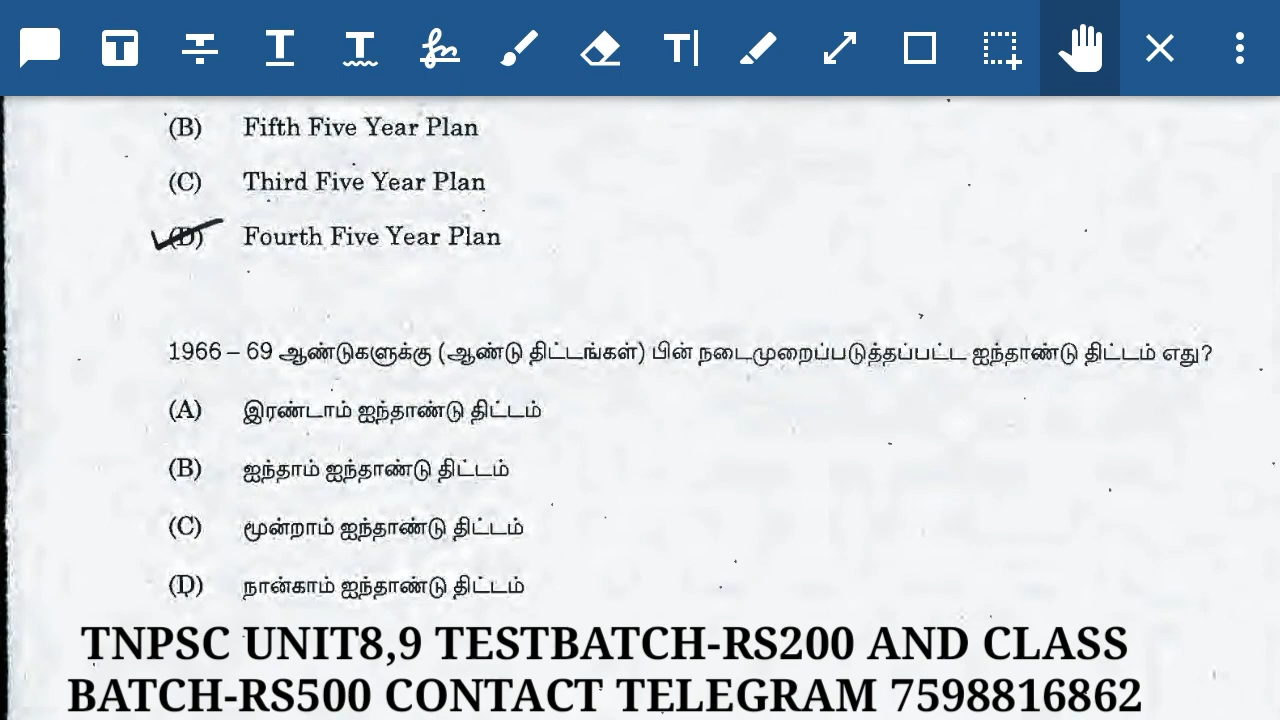 (B) Fifth Five Year Plan
(C) Third Five Year Plan
(D) Fourth Five Year Plan
1966 – 69 ஆண்டுகளுக்கு (ஆண்டு திட்டங்கள்) பின் நடைமுறைப்படுத்தப்பட்ட ஐந்தாண்டு திட்டம் எது?
(A) இரண்டாம் ஐந்தாண்டு திட்டம்
(B) ஐந்தாம் ஐந்தாண்டு திட்டம்
(C) மூன்றாம் ஐந்தாண்டு திட்டம்
(D) நான்காம் ஐந்தாண்டு திட்டம்
TNPSC UNIT8,9 TESTBATCH-RS200 AND CLASS
BATCH-RS500 CONTACT TELEGRAM 7598816862